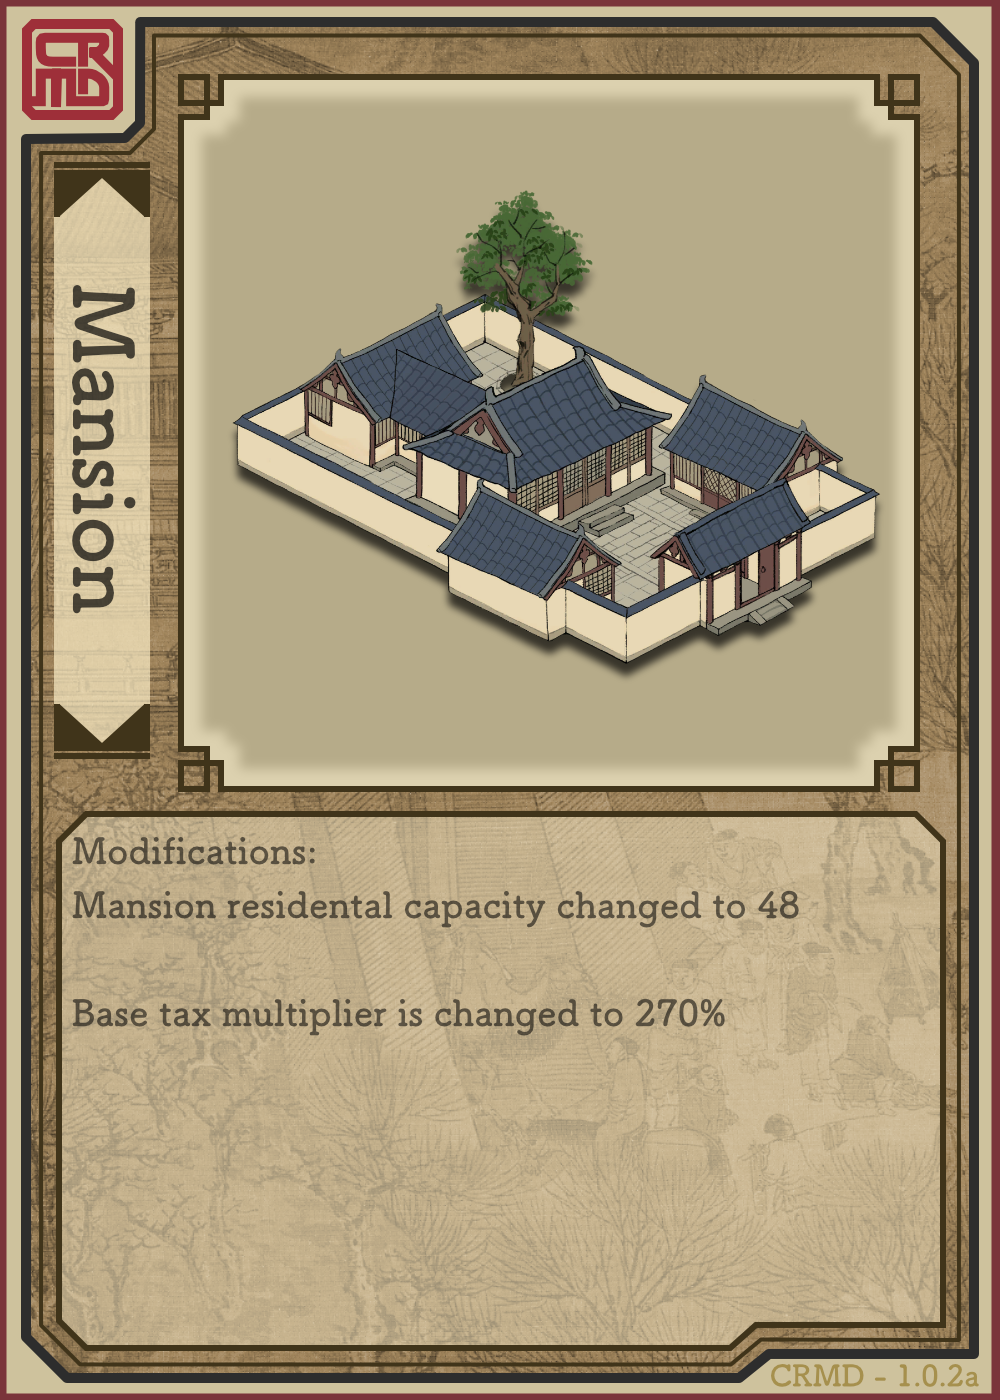 CRMD
Mansion
Modifications:
Mansion residental capacity changed to 48
Base tax multiplier is changed to 270%
CRMD - 1.0.2a